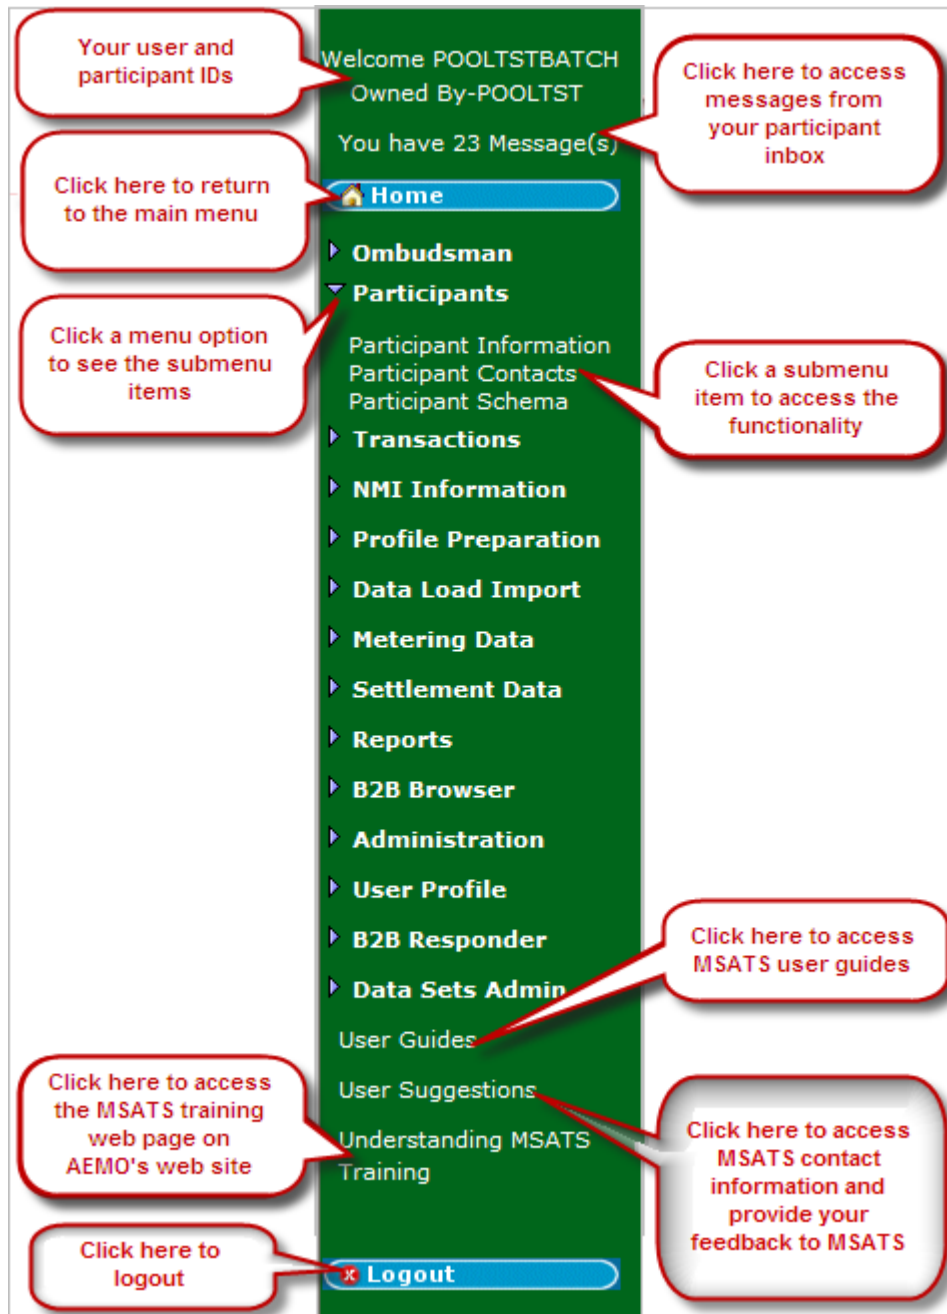 Your user and
participant IDs
Welcome POOLTSTBATCH
Owned By-POOLTST
You have 23 Message(s)
Click here to access
messages from
your participant
inbox
Click here to return
to the main menu
Home
Ombudsman
Participants
Click a menu option
to see the submenu
items
Participant Information
Participant Contacts
Participant Schema
Click a submenu
item to access the
functionality
Transactions
NMI Information
Profile Preparation
Data Load Import
Metering Data
Settlement Data
Reports
B2B Browser
Administration
User Profile
B2B Responder
Data Sets Admin
Click here to access
MSATS user guides
User Guides
User Suggestions
Understanding MSATS
Training
Click here to access
the MSATS training
web page on
AEMO's web site
Click here to access
MSATS contact
information and
provide your
feedback to MSATS
Click here to
logout
Logout